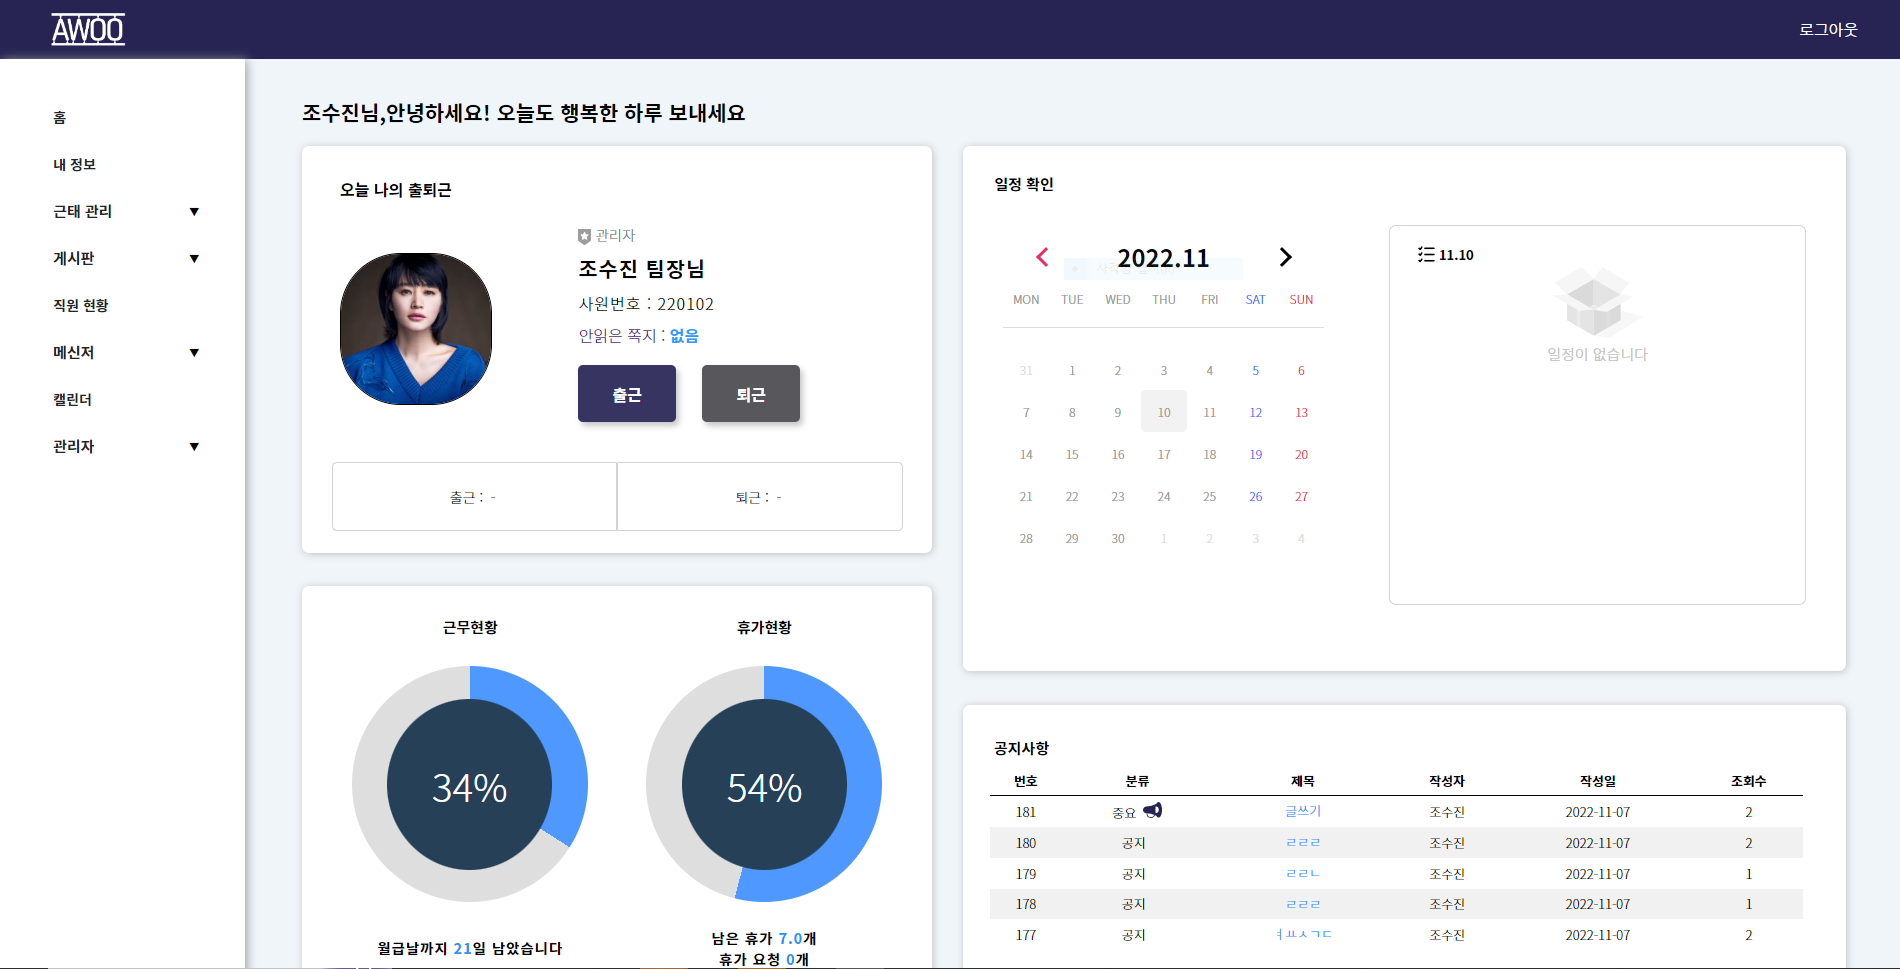 AWOO
로그아웃
홈
내 정보
근태 관리 ▼
게시판 ▼
직원 현황
메신저 ▼
캘린더
관리자 ▼
조수진님,안녕하세요! 오늘도 행복한 하루 보내세요
오늘 나의 출퇴근
관리자
조수진 팀장님
사원번호 : 220102
안읽은 쪽지 : 없음
출근 퇴근
출근 : -
퇴근 : -
근무현황
34%
월급날까지 21일 남았습니다
휴가현황
54%
남은 휴가 7.0개
휴가 요청 0개
일정 확인
2022.11
MON TUE WED THU FRI SAT SUN
31 1 2 3 4 5 6
7 8 9 10 11 12 13
14 15 16 17 18 19 20
21 22 23 24 25 26 27
28 29 30 1 2 3 4
11.10
일정이 없습니다
공지사항
번호 분류 제목 작성자 작성일 조회수
181 중요 글쓰기 조수진 2022-11-07 2
180 공지 ㄹㄹㄹ 조수진 2022-11-07 2
179 공지 ㄹㄹㄴ 조수진 2022-11-07 1
178 공지 ㄹㄹㄹ 조수진 2022-11-07 1
177 공지 ㅕㅛㅅㄱㄷ 조수진 2022-11-07 2